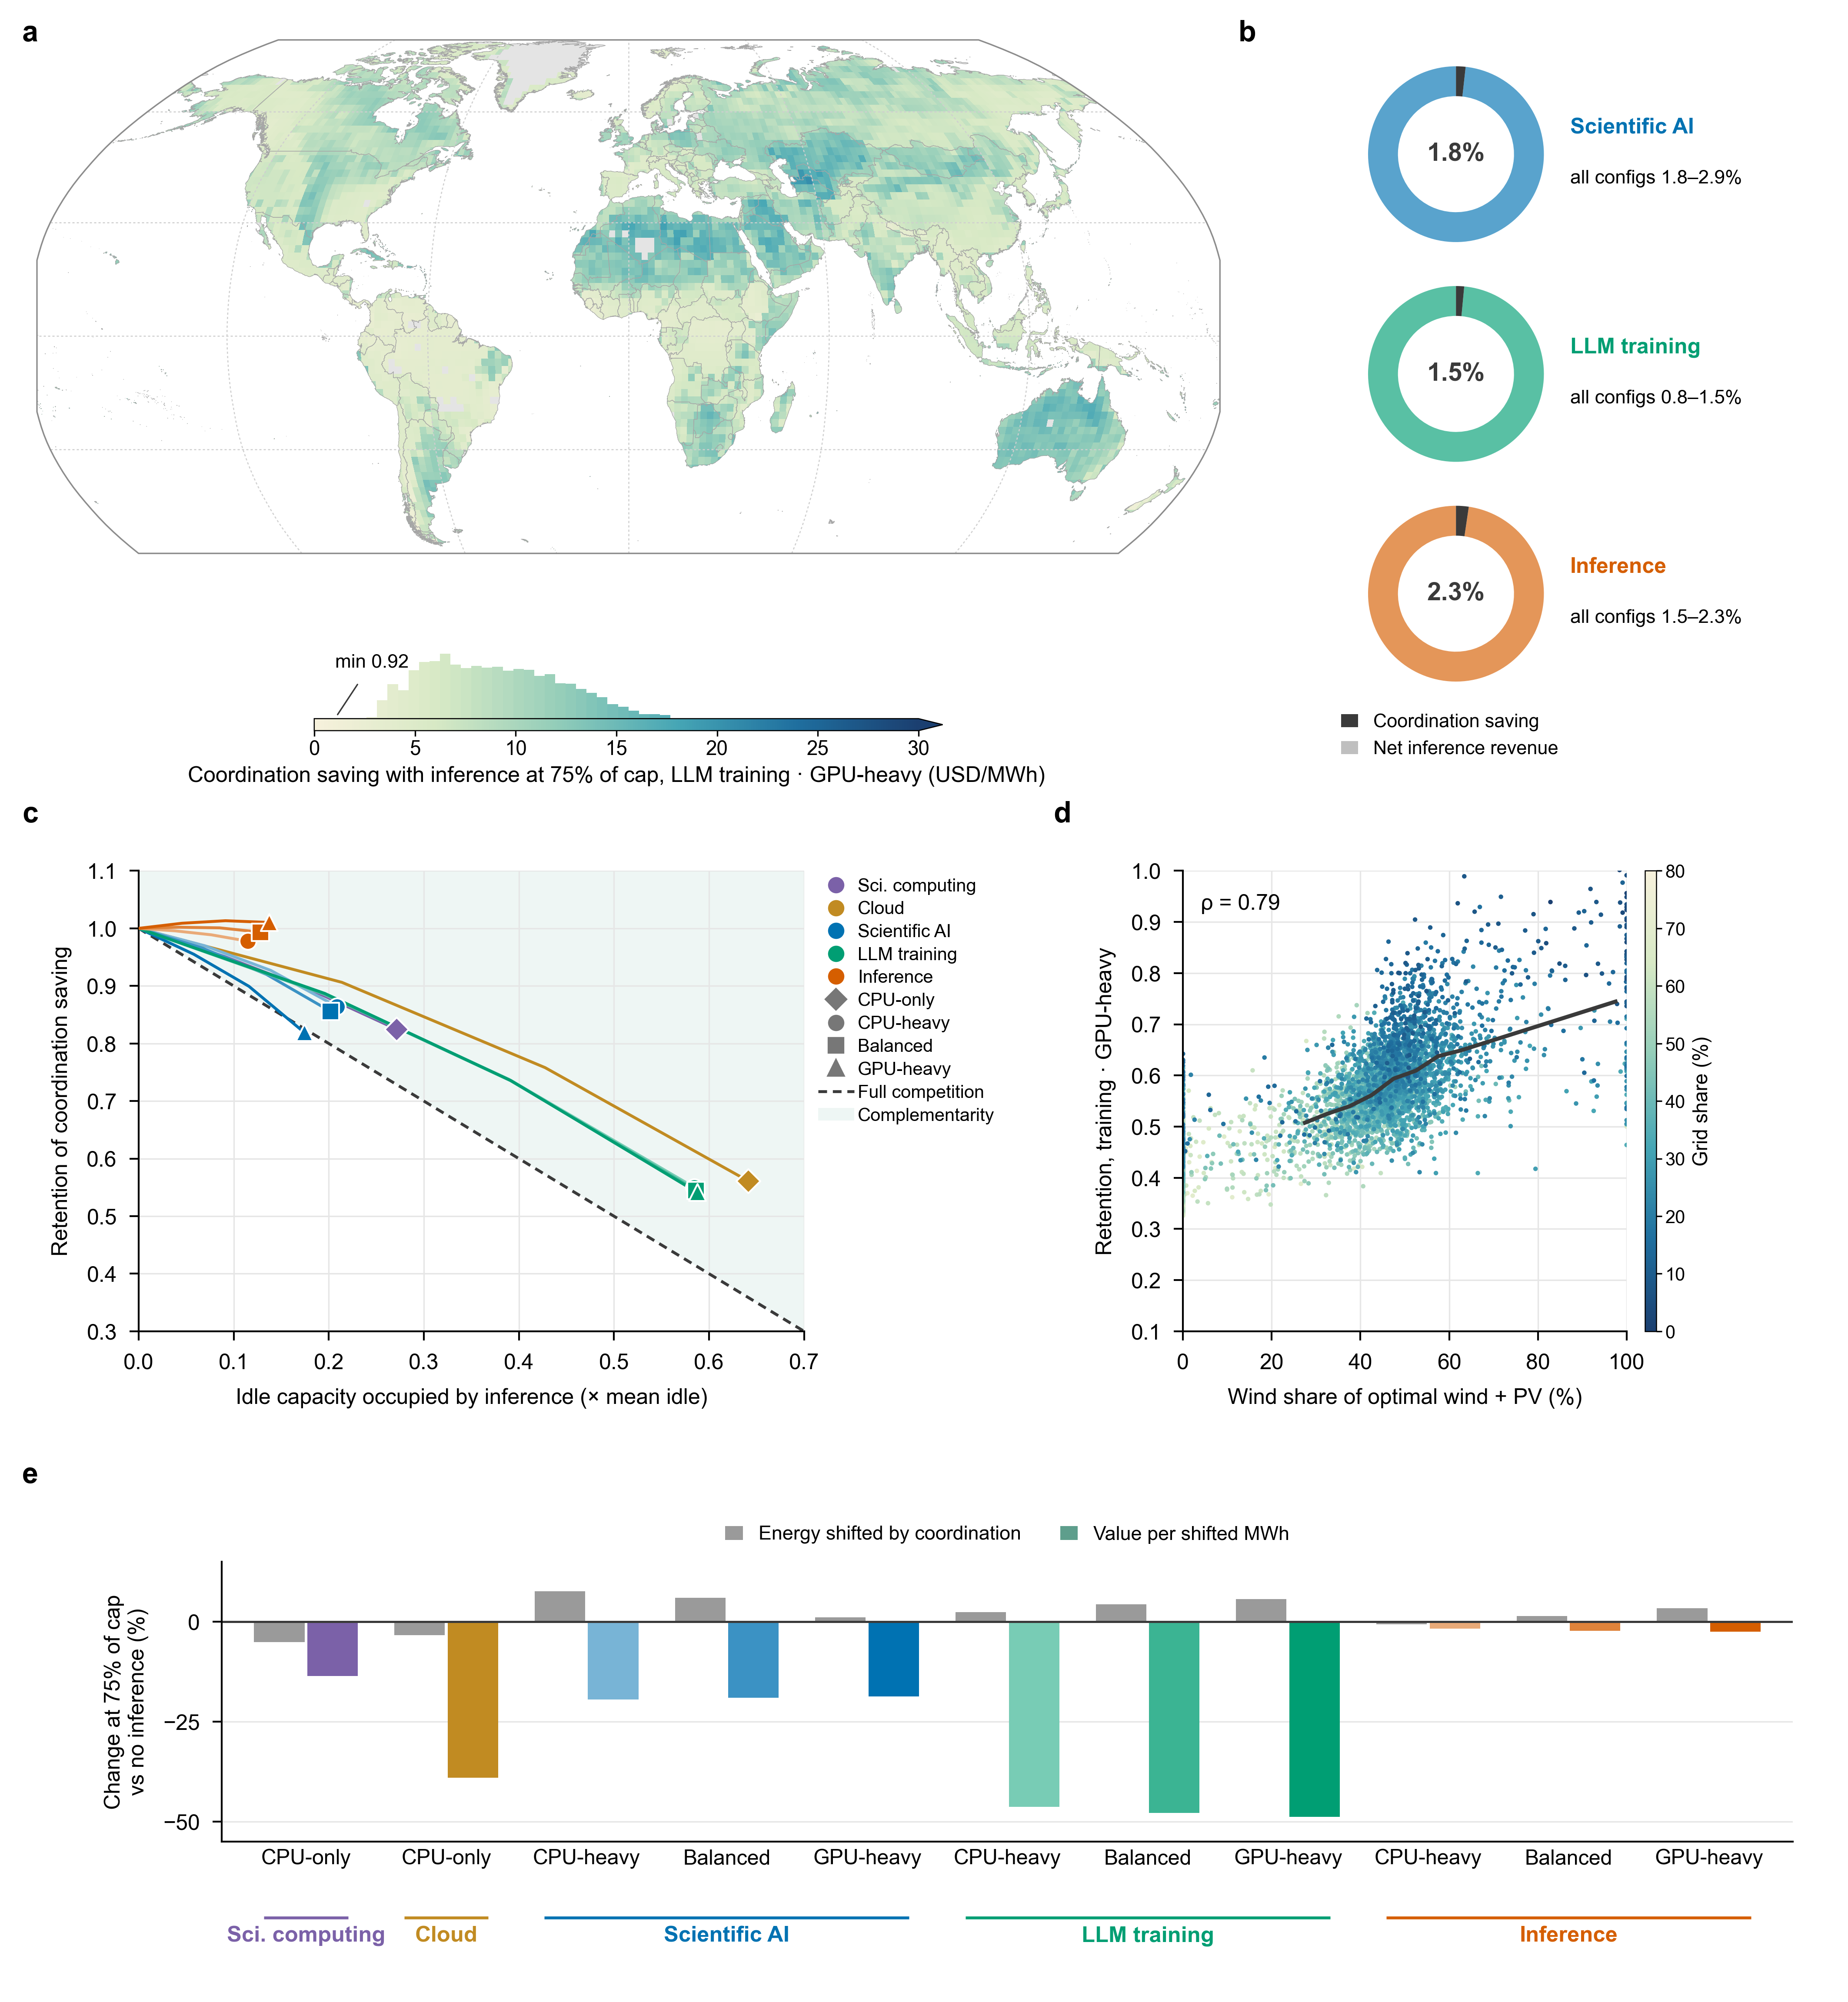 a
b
1.8%
Scientific AI
all configs 1.8–2.9%
1.5%
LLM training
all configs 0.8–1.5%
2.3%
Inference
all configs 1.5–2.3%
Coordination saving
Net inference revenue
min 0.92
0 5 10 15 20 25 30
Coordination saving with inference at 75% of cap, LLM training · GPU-heavy (USD/MWh)
c
Retention of coordination saving
1.1
1.0
0.9
0.8
0.7
0.6
0.5
0.4
0.3
0.0 0.1 0.2 0.3 0.4 0.5 0.6 0.7
Idle capacity occupied by inference (× mean idle)
Sci. computing
Cloud
Scientific AI
LLM training
Inference
CPU-only
CPU-heavy
Balanced
GPU-heavy
Full competition
Complementarity
d
Retention, training · GPU-heavy
1.0
0.9
0.8
0.7
0.6
0.5
0.4
0.3
0.2
0.1
ρ = 0.79
0 20 40 60 80 100
Wind share of optimal wind + PV (%)
80
70
60
50
40
30
20
10
0
Grid share (%)
e
Energy shifted by coordination
Value per shifted MWh
Change at 75% of cap
vs no inference (%)
0
−25
−50
CPU-only CPU-only CPU-heavy Balanced GPU-heavy CPU-heavy Balanced GPU-heavy CPU-heavy Balanced GPU-heavy
Sci. computing Cloud Scientific AI LLM training Inference